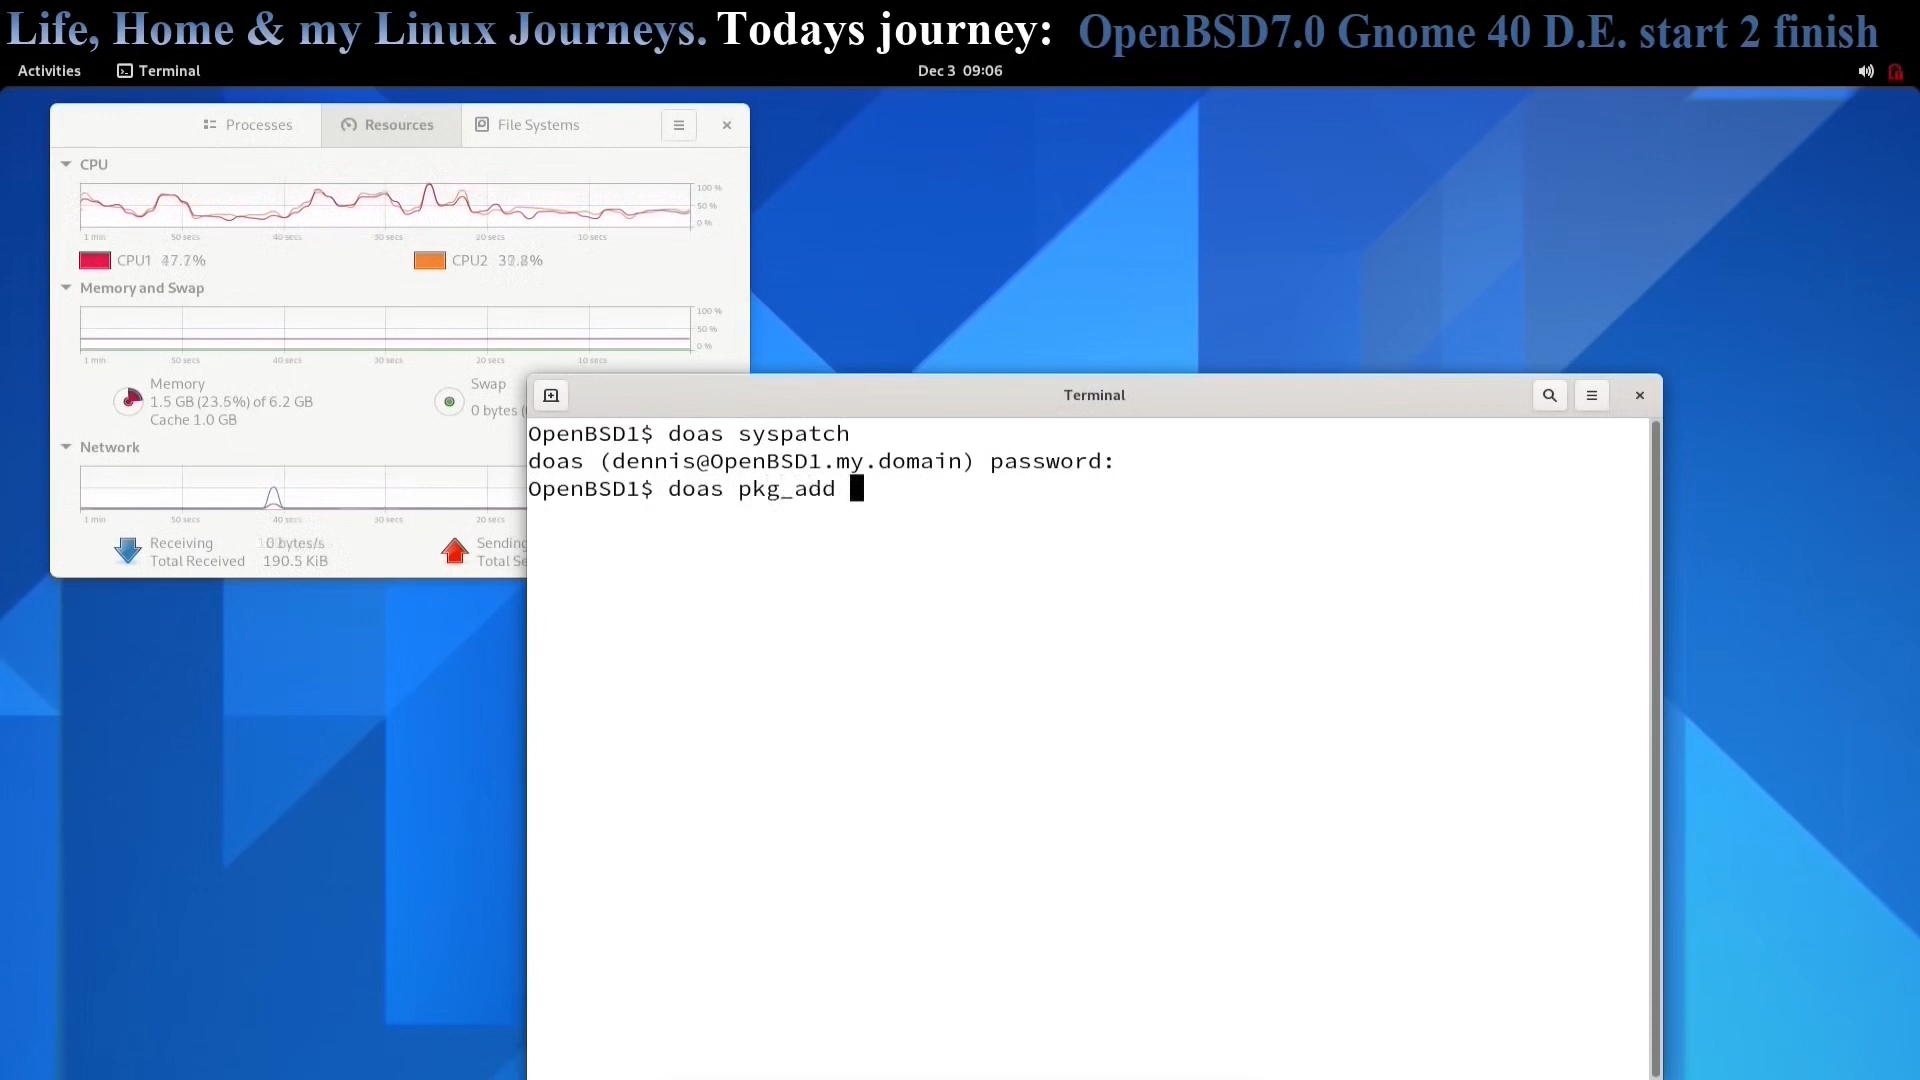 Life, Home & my Linux Journeys. Todays journey: OpenBSD7.0 Gnome 40 D.E. start 2 finish
Activities Terminal Dec 3 09:06
Processes Resources File Systems
CPU
100 %
50 %
0 %
1 min 50 secs 40 secs 30 secs 20 secs 10 secs
CPU1 CPU2
Memory and Swap
100 %
50 %
0 %
1 min 50 secs 40 secs 30 secs 20 secs 10 secs
Memory Swap
1.5 GB (23.5%) of 6.2 GB 0 bytes
Cache 1.0 GB
Network
1 min 50 secs 40 secs 30 secs 20 secs
Receiving bytes/s Sending
Total Received 190.5 KiB Total Se
Terminal
OpenBSD1$ doas syspatch
doas (dennis@OpenBSD1.my.domain) password:
OpenBSD1$ doas pkg_add